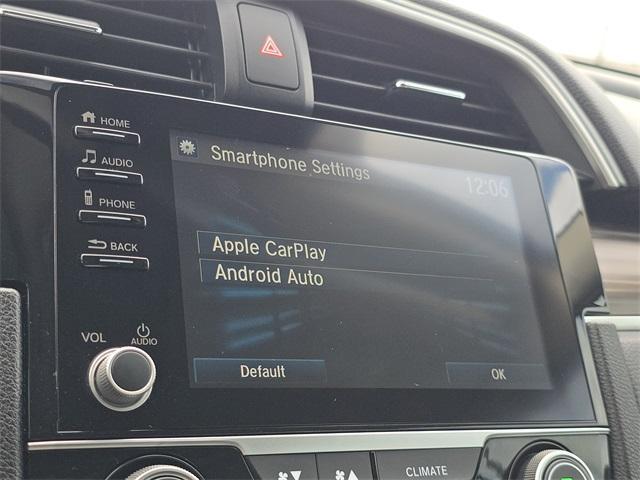 HOME
AUDIO
PHONE
BACK
VOL
AUDIO
Smartphone Settings
12:06
Apple CarPlay
Android Auto
Default
OK
CLIMATE